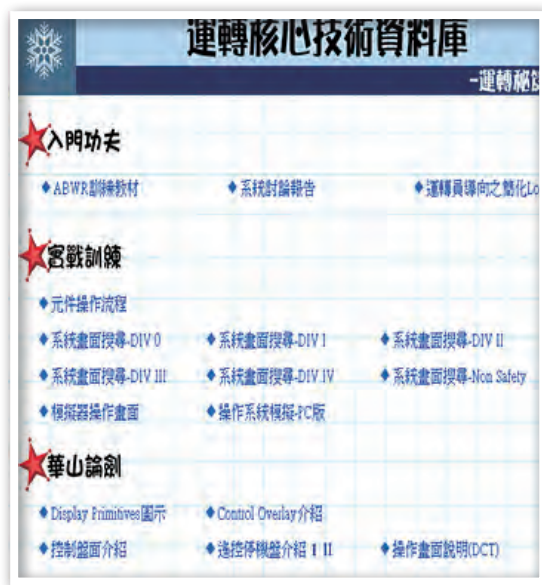 運轉核心技術資料庫
-運轉秘
入門功夫
◆ABWR訓練教材 ◆系統討論報告 ◆運轉員導向之簡化Lo
實戰訓練
◆元件操作流程
◆系統畫面搜尋-DIV 0 ◆系統畫面搜尋-DIV I ◆系統畫面搜尋-DIV II
◆系統畫面搜尋-DIV III ◆系統畫面搜尋-DIV IV ◆系統畫面搜尋-Non Safety
◆模擬器操作畫面 ◆操作系統模擬-PC版
華山論劍
◆Display Primitives圖示 ◆Control Overlay介紹
◆控制盤面介紹 ◆遙控停機盤介紹 I II ◆操作畫面說明(DCT)